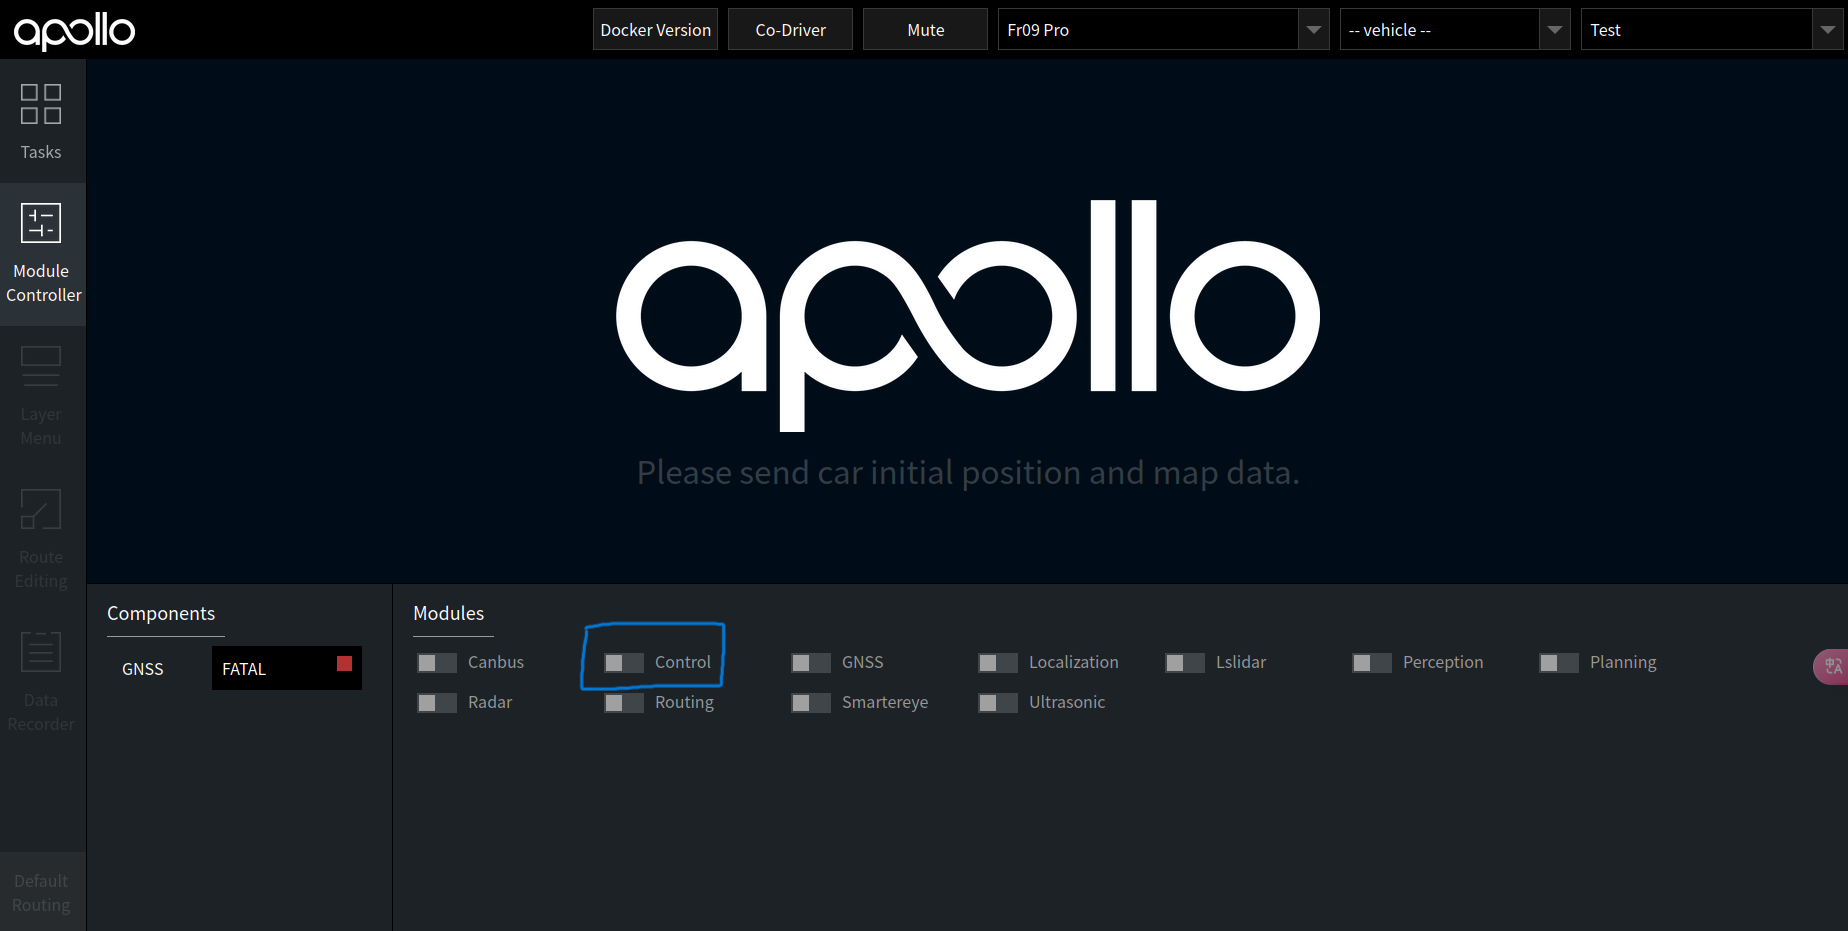 apollo
Docker Version
Co-Driver
Mute
Fr09 Pro
-- vehicle --
Test
Tasks
Module
Controller
Layer
Menu
Route
Editing
Data
Recorder
Default
Routing
apollo
Please send car initial position and map data.
Components
GNSS FATAL
Modules
Canbus Control GNSS Localization Lslidar Perception Planning
Radar Routing Smartereye Ultrasonic
中A